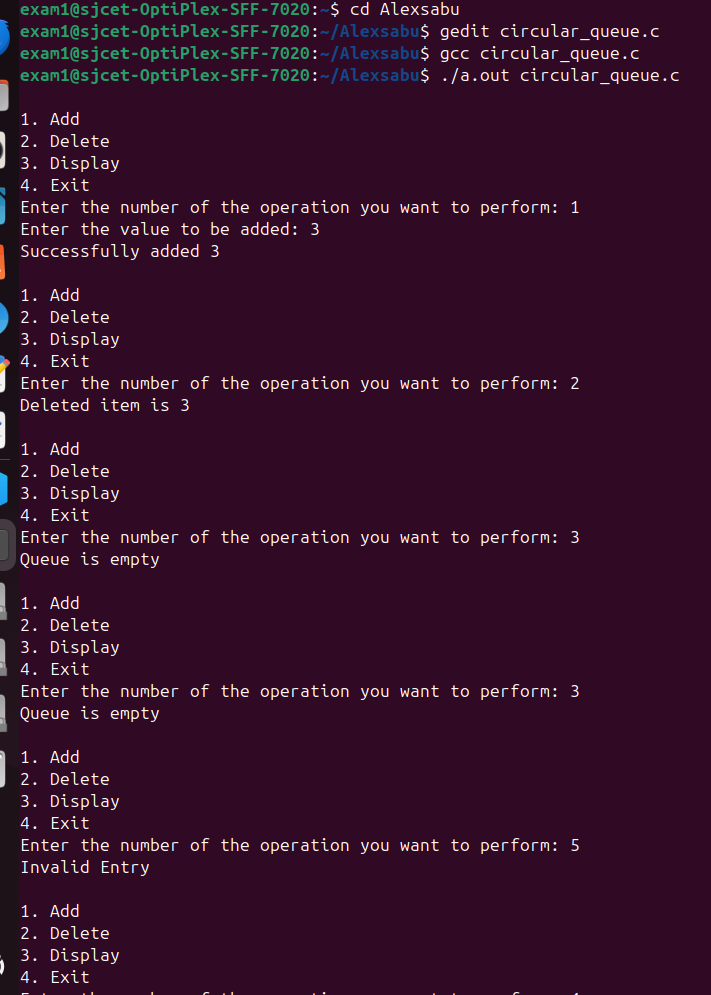 exam1@sjcet-OptiPlex-SFF-7020:~$ cd Alexsabu
exam1@sjcet-OptiPlex-SFF-7020:~/Alexsabu$ gedit circular_queue.c
exam1@sjcet-OptiPlex-SFF-7020:~/Alexsabu$ gcc circular_queue.c
exam1@sjcet-OptiPlex-SFF-7020:~/Alexsabu$ ./a.out circular_queue.c
1. Add
2. Delete
3. Display
4. Exit
Enter the number of the operation you want to perform: 1
Enter the value to be added: 3
Successfully added 3
1. Add
2. Delete
3. Display
4. Exit
Enter the number of the operation you want to perform: 2
Deleted item is 3
1. Add
2. Delete
3. Display
4. Exit
Enter the number of the operation you want to perform: 3
Queue is empty
1. Add
2. Delete
3. Display
4. Exit
Enter the number of the operation you want to perform: 3
Queue is empty
1. Add
2. Delete
3. Display
4. Exit
Enter the number of the operation you want to perform: 5
Invalid Entry
1. Add
2. Delete
3. Display
4. Exit